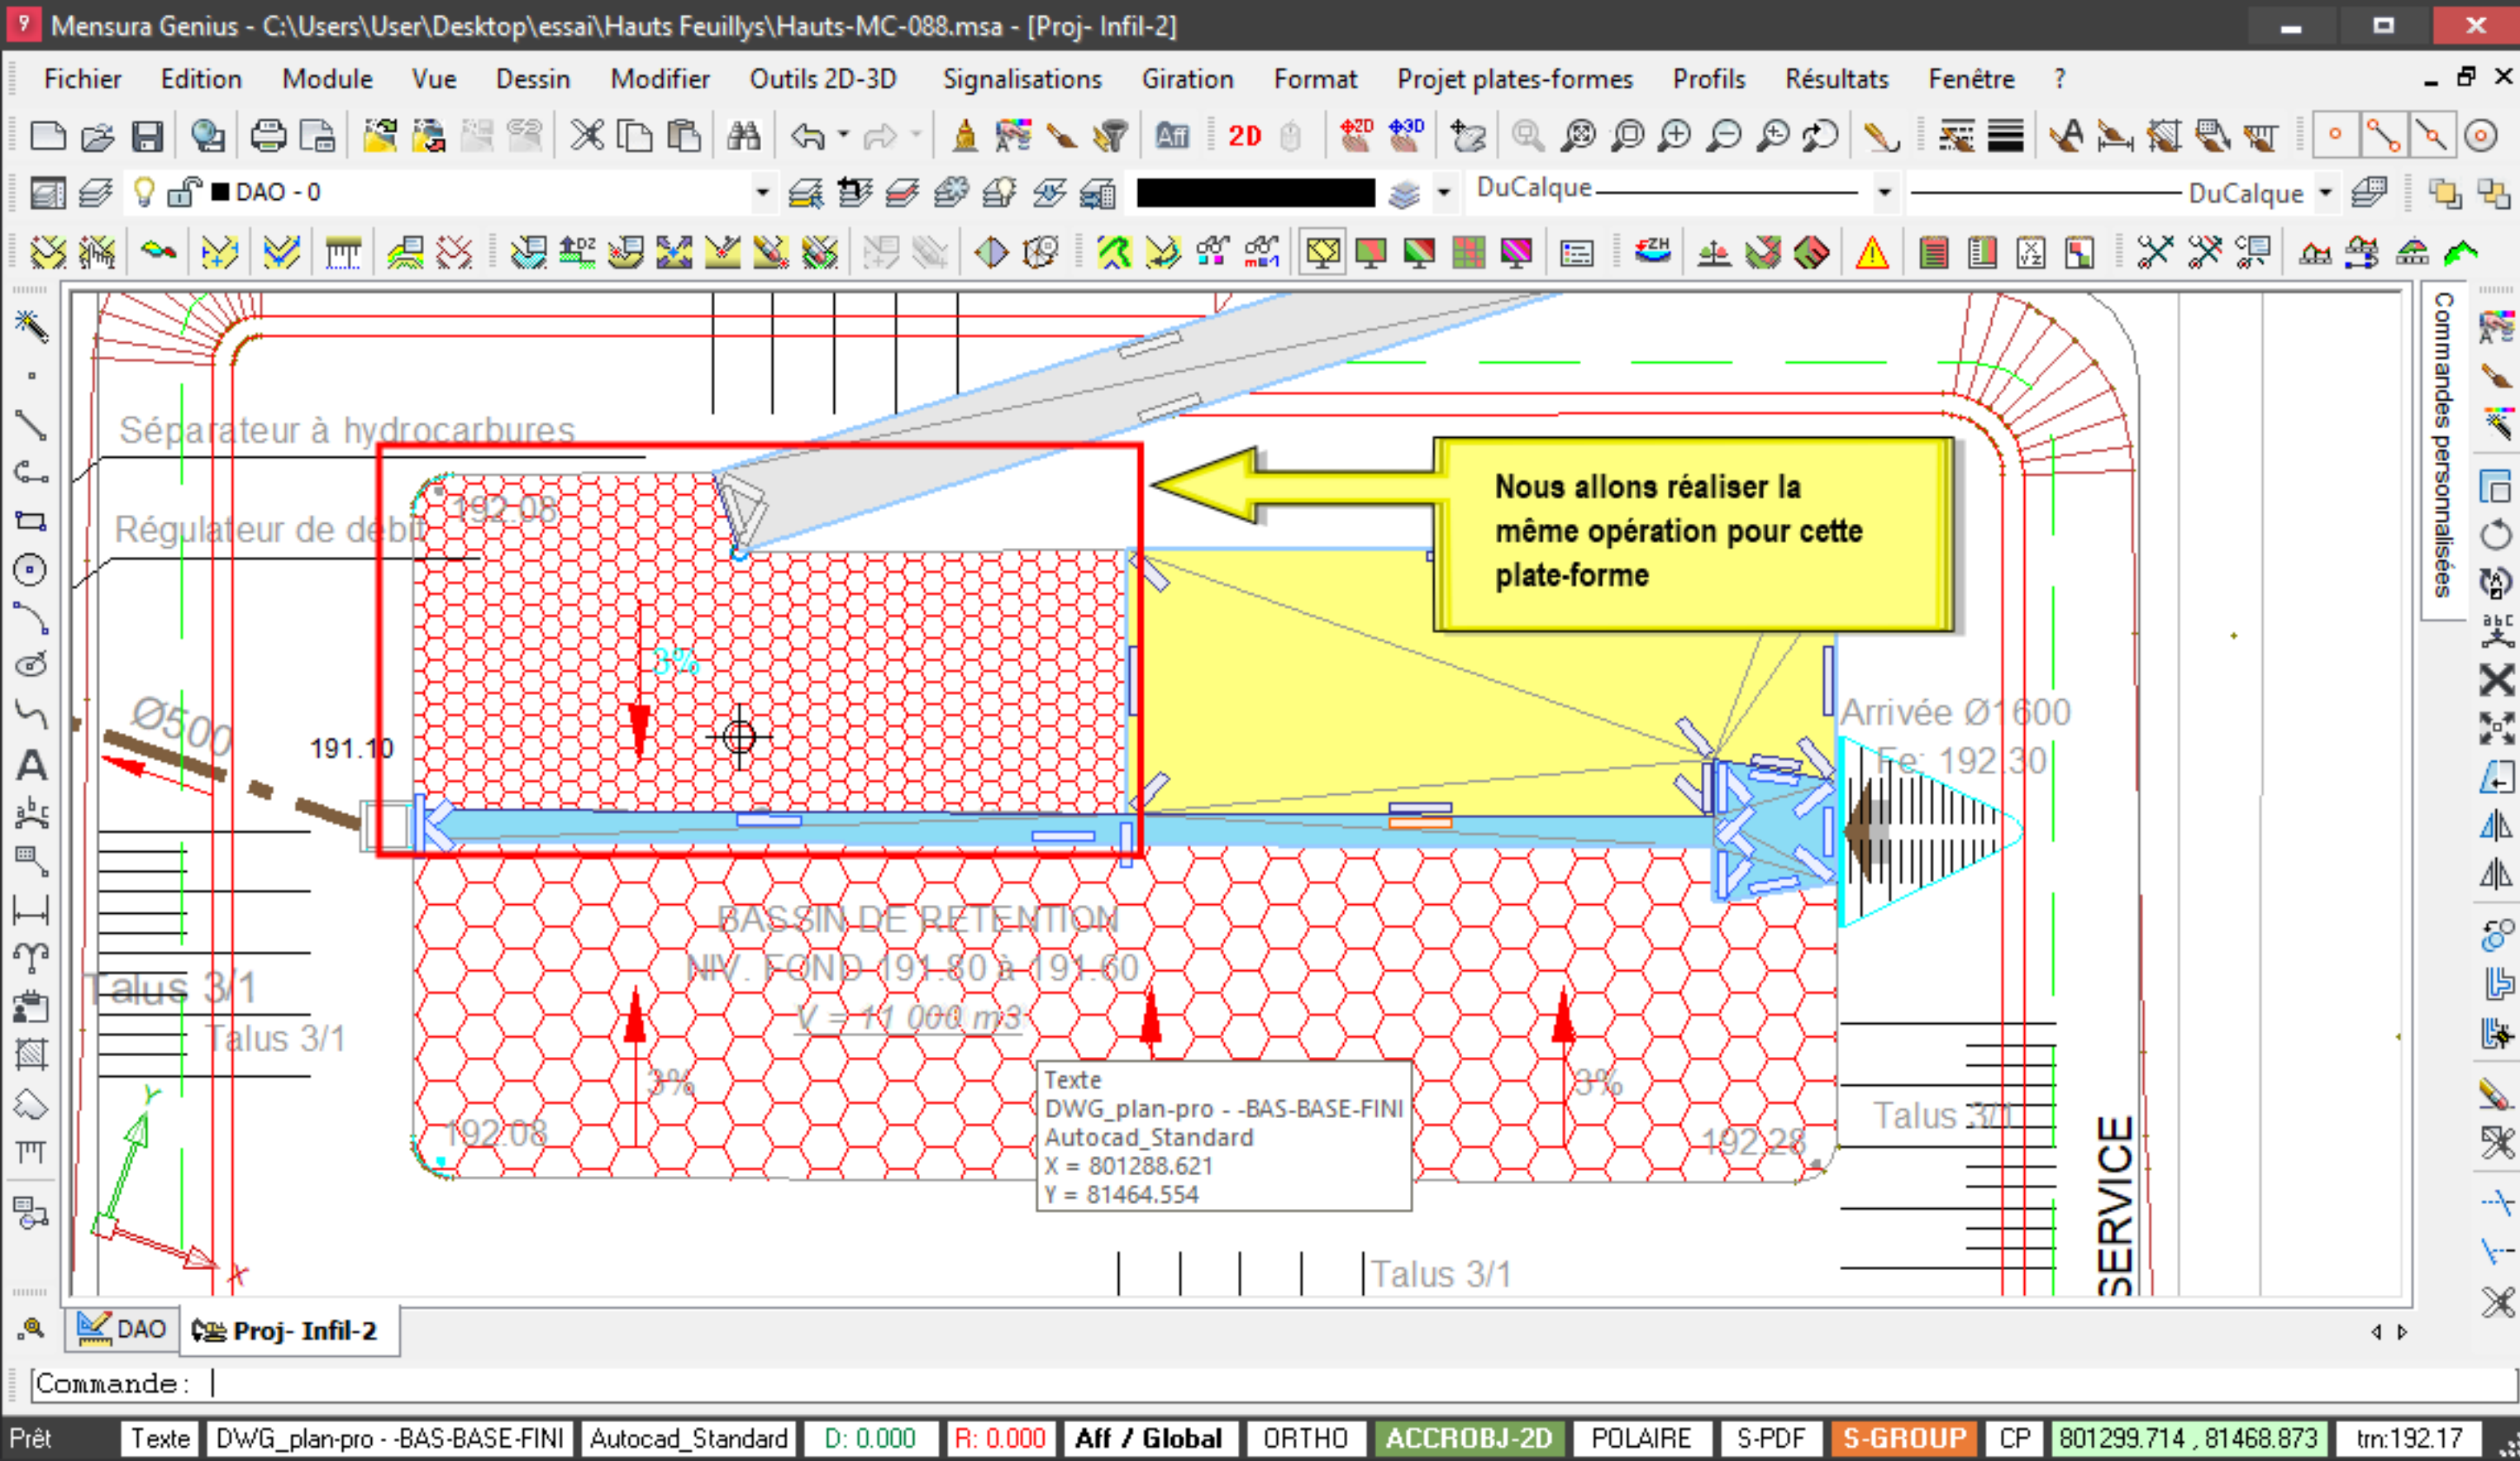 Mensura Genius - C:\Users\User\Desktop\essai\Hauts Feuillys\Hauts-MC-088.msa - [Proj- Infil-2]
Fichier Edition Module Vue Dessin Modifier Outils 2D-3D Signalisations Giration Format Projet plates-formes Profils Résultats Fenêtre ?
Aff 2D
DAO - 0 DuCalque DuCalque
Commandes personnalisées
Séparateur à hydrocarbures
Régulateur de débit
192.08
Nous allons réaliser la
même opération pour cette
plate-forme
3%
Ø500
191.10
Arrivée Ø1600
Fe: 192.30
BASSIN DE RETENTION
NIV. FOND 191.80 à 191.60
V = 11 000 m3
Talus 3/1
Talus 3/1
3%
3%
192.08
192.28
Talus 3/1
Texte
DWG_plan-pro - -BAS-BASE-FINI
Autocad_Standard
X = 801288.621
Y = 81464.554
Y
X
Talus 3/1
SERVICE
DAO Proj- Infil-2
Commande:
Prêt Texte DWG_plan-pro - -BAS-BASE-FINI Autocad_Standard D: 0.000 R: 0.000 Aff / Global ORTHO ACCROBJ-2D POLAIRE S-PDF S-GROUP CP 801299.714 , 81468.873 trn:192.17